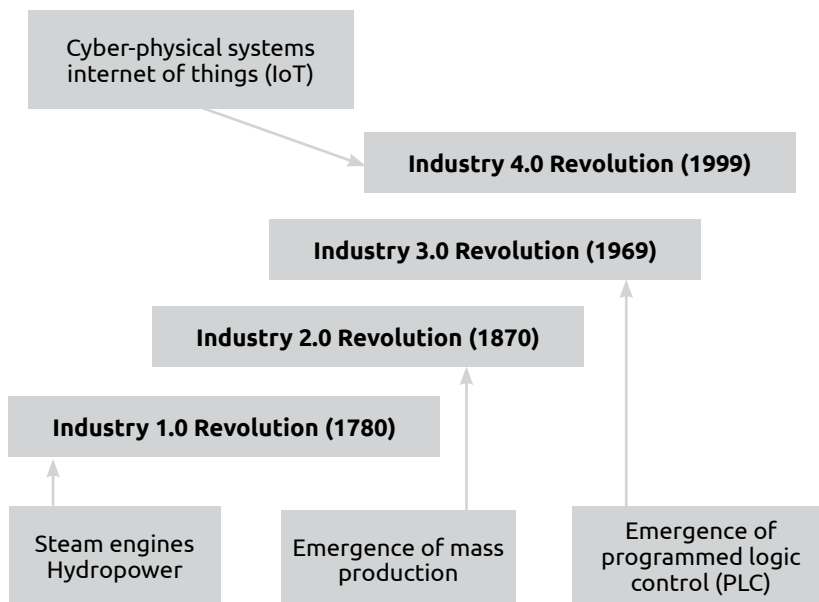 Cyber-physical systems
internet of things (IoT)
Industry 4.0 Revolution (1999)
Industry 3.0 Revolution (1969)
Industry 2.0 Revolution (1870)
Industry 1.0 Revolution (1780)
Steam engines
Hydropower
Emergence of mass
production
Emergence of
programmed logic
control (PLC)